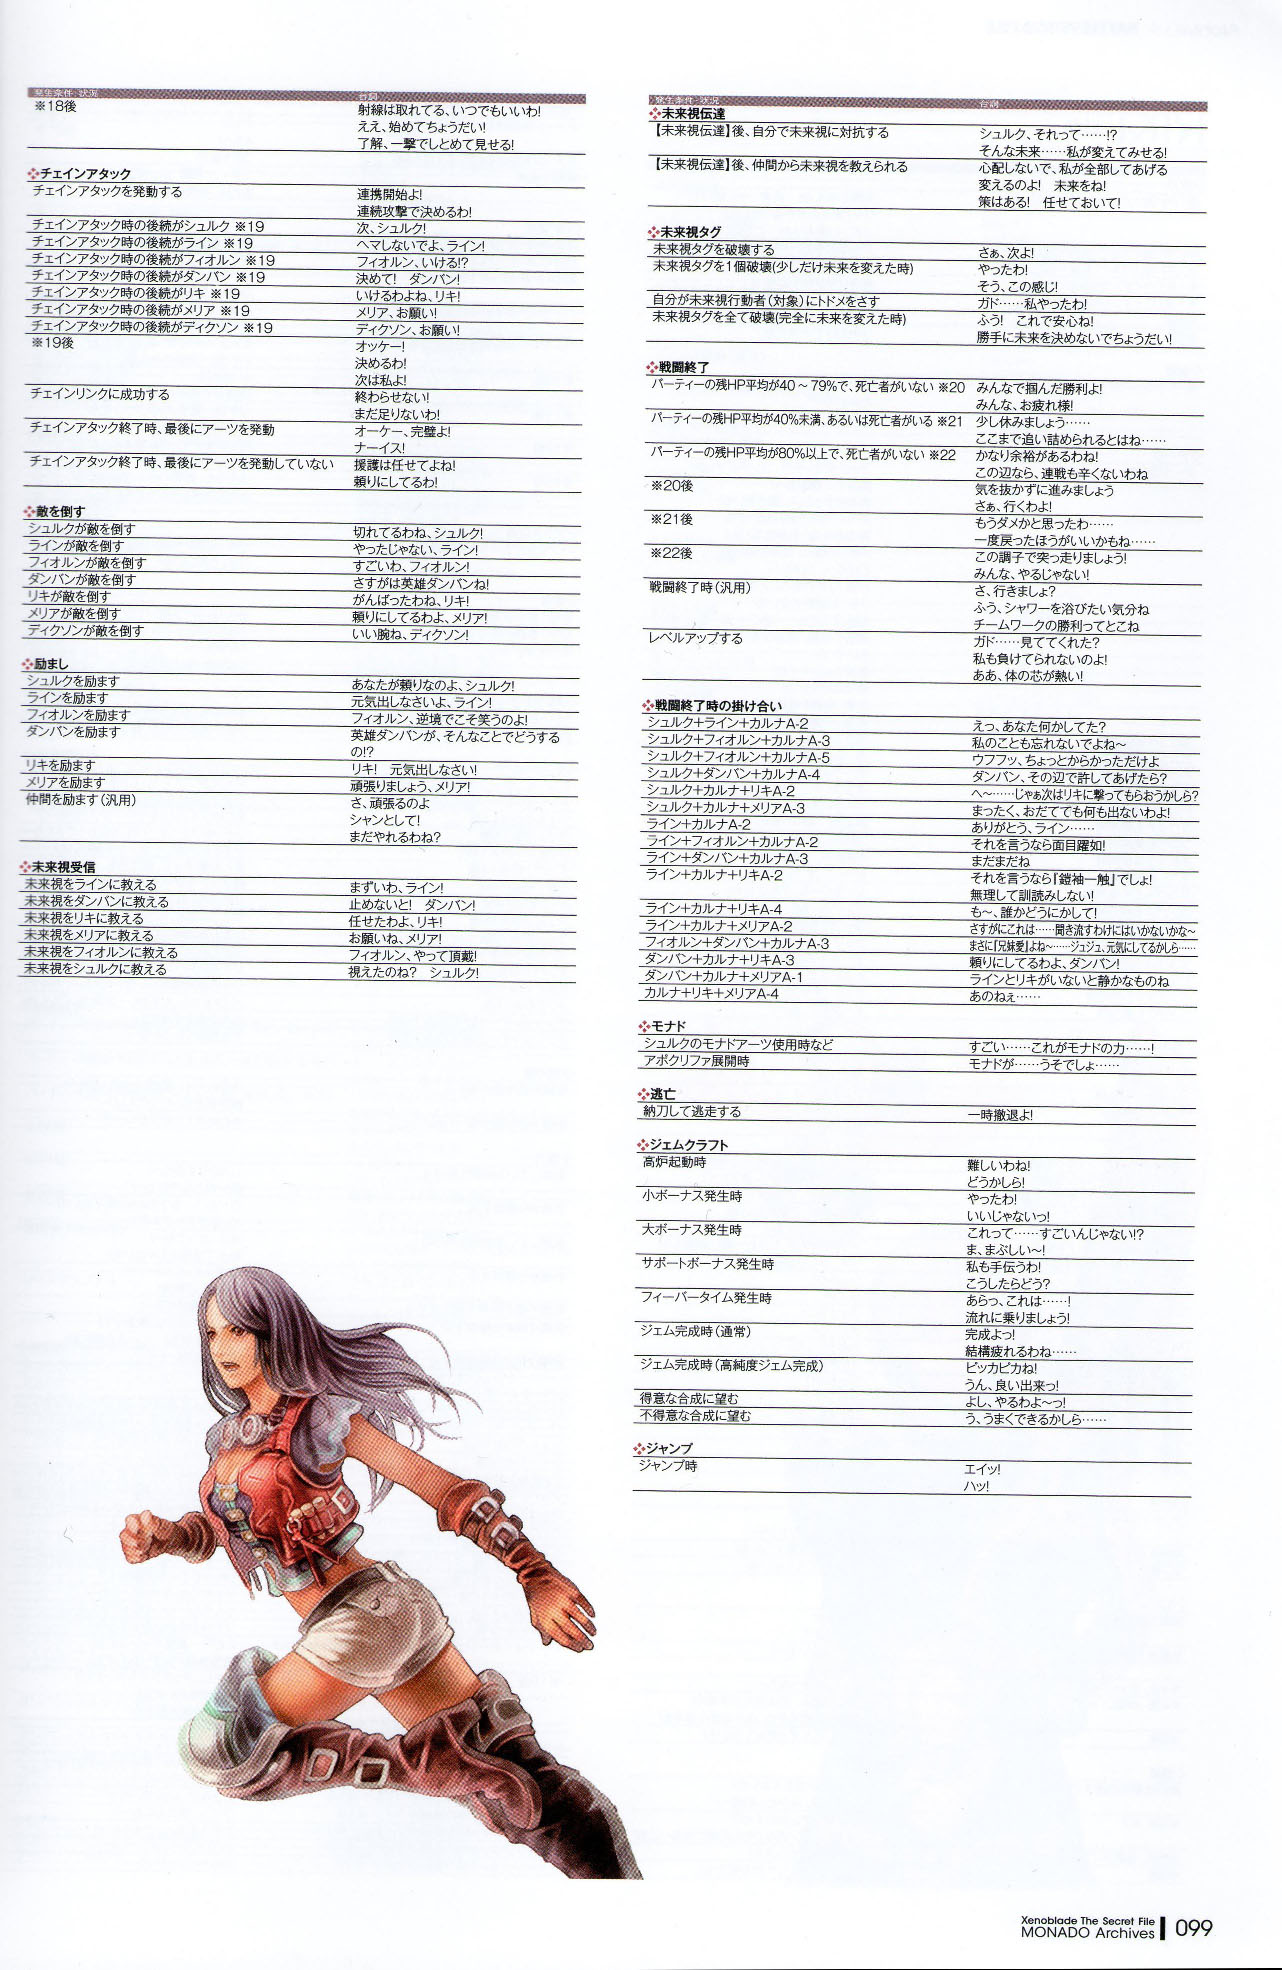 発生条件・状況 台詞
※18後 射線は取れてる、いつでもいいわ!
ええ、始めてちょうだい!
了解、一撃でしとめて見せる!
チェインアタック
チェインアタックを発動する 連携開始よ!
連続攻撃で決めるわ!
チェインアタック時の後続がシュルク ※19 次、シュルク!
チェインアタック時の後続がライン ※19 ヘマしないでよ、ライン!
チェインアタック時の後続がフィオルン ※19 フィオルン、いける!?
チェインアタック時の後続がダンバン ※19 決めて! ダンバン!
チェインアタック時の後続がリキ ※19 いけるわよね、リキ!
チェインアタック時の後続がメリア ※19 メリア、お願い!
チェインアタック時の後続がディクソン ※19 ディクソン、お願い!
※19後 オッケー!
決めるわ!
次は私よ!
チェインリンクに成功する 終わらせない!
まだ足りないわ!
チェインアタック終了時、最後にアーツを発動 オーケー、完璧よ!
ナーイス!
チェインアタック終了時、最後にアーツを発動していない 援護は任せてよね!
頼りにしてるわ!
敵を倒す
シュルクが敵を倒す 切れてるわね、シュルク!
ラインが敵を倒す やったじゃない、ライン!
フィオルンが敵を倒す すごいわ、フィオルン!
ダンバンが敵を倒す さすがは英雄ダンバンね!
リキが敵を倒す がんばったわね、リキ!
メリアが敵を倒す 頼りにしてるわよ、メリア!
ディクソンが敵を倒す いい腕ね、ディクソン!
励まし
シュルクを励ます あなたが頼りなのよ、シュルク!
ラインを励ます 元気出しなさいよ、ライン!
フィオルンを励ます フィオルン、逆境でこそ笑うのよ!
ダンバンを励ます 英雄ダンバンが、そんなことでどうする
の!?
リキを励ます リキ! 元気出しなさい!
メリアを励ます 頑張りましょう、メリア!
仲間を励ます(汎用) さ、頑張るのよ
シャンとして!
まだやれるわね?
未来視受信
未来視をラインに教える まずいわ、ライン!
未来視をダンバンに教える 止めないと! ダンバン!
未来視をリキに教える 任せたわよ、リキ!
未来視をメリアに教える お願いね、メリア!
未来視をフィオルンに教える フィオルン、やって頂戴!
未来視をシュルクに教える 視えたのね? シュルク!
発生条件・状況 台詞
未来視伝達
【未来視伝達】後、自分で未来視に対抗する シュルク、それって……!?
そんな未来……私が変えてみせる!
【未来視伝達】後、仲間から未来視を教えられる 心配しないで、私が全部してあげる
変えるのよ! 未来をね!
策はある! 任せておいて!
未来視タグ
未来視タグを破壊する さぁ、次よ!
未来視タグを1個破壊(少しだけ未来を変えた時) やったわ!
そう、この感じ!
自分が未来視行動者(対象)にトドメをさす ガド……私やったわ!
未来視タグを全て破壊(完全に未来を変えた時) ふう! これで安心ね!
勝手に未来を決めないでちょうだい!
戦闘終了
パーティーの残HP平均が40～79%で、死亡者がいない ※20 みんなで掴んだ勝利よ!
みんな、お疲れ様!
パーティーの残HP平均が40%未満、あるいは死亡者がいる ※21 少し休みましょう……
ここまで追い詰められるとはね……
パーティーの残HP平均が80%以上で、死亡者がいない ※22 かなり余裕があるわね!
この辺なら、連戦も辛くないわね
※20後 気を抜かずに進みましょう
さぁ、行くわよ!
※21後 もうダメかと思ったわ……
一度戻ったほうがいいかもね……
※22後 この調子で突っ走りましょう!
みんな、やるじゃない!
戦闘終了時(汎用) さ、行きましょ?
ふう、シャワーを浴びたい気分ね
チームワークの勝利ってとこね
レベルアップする ガド……見ててくれた?
私も負けてられないのよ!
ああ、体の芯が熱い!
戦闘終了時の掛け合い
シュルク+ライン+カルナA-2 えっ、あなた何かしてた?
シュルク+フィオルン+カルナA-3 私のことも忘れないでよね～
シュルク+フィオルン+カルナA-5 ウフフッ、ちょっとからかっただけよ
シュルク+ダンバン+カルナA-4 ダンバン、その辺で許してあげたら?
シュルク+カルナ+リキA-2 へ～……じゃぁ次はリキに撃ってもらおうかしら?
シュルク+カルナ+メリアA-3 まったく、おだてても何も出ないわよ!
ライン+カルナA-2 ありがとう、ライン……
ライン+フィオルン+カルナA-2 それを言うなら面目躍如!
ライン+ダンバン+カルナA-3 まだまだね
ライン+カルナ+リキA-2 それを言うなら『鎧袖一触』でしょ!
無理して訓読みしない!
ライン+カルナ+リキA-4 も～、誰かどうにかして!
ライン+カルナ+メリアA-2 さすがにこれは……聞き流すわけにはいかないかな～
フィオルン+ダンバン+カルナA-3 まさに『兄妹愛』よね～……ジュジュ、元気にしてるかしら……
ダンバン+カルナ+リキA-3 頼りにしてるわよ、ダンバン!
ダンバン+カルナ+メリアA-1 ラインとリキがいないと静かなものね
カルナ+リキ+メリアA-4 あのねぇ……
モナド
シュルクのモナドアーツ使用時など すごい……これがモナドの力……!
アポクリファ展開時 モナドが……うそでしょ……
逃亡
納刀して逃走する 一時撤退よ!
ジェムクラフト
高炉起動時 難しいわね!
どうかしら!
小ボーナス発生時 やったわ!
いいじゃないっ!
大ボーナス発生時 これって……すごいんじゃない!?
ま、まぶしい～!
サポートボーナス発生時 私も手伝うわ!
こうしたらどう?
フィーバータイム発生時 あらっ、これは……!
流れに乗りましょう!
ジェム完成時(通常) 完成よっ!
結構疲れるわね……
ジェム完成時(高純度ジェム完成) ピッカピカね!
うん、良い出来っ!
得意な合成に望む よし、やるわよ～っ!
不得意な合成に望む う、うまくできるかしら……
ジャンプ
ジャンプ時 エイッ!
ハッ!
Xenoblade The Secret File
MONADO Archives 099